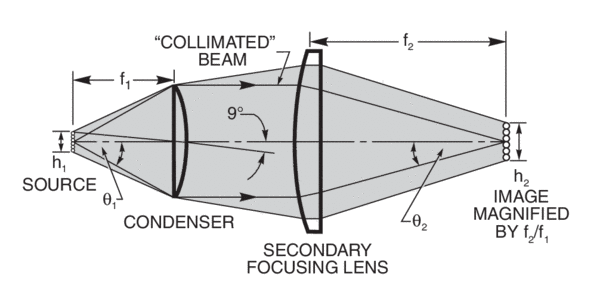 “COLLIMATED”
BEAM
f₁
f₂
9°
h₁
SOURCE
θ₁
CONDENSER
SECONDARY
FOCUSING LENS
θ₂
h₂
IMAGE
MAGNIFIED
BY f₂/f₁